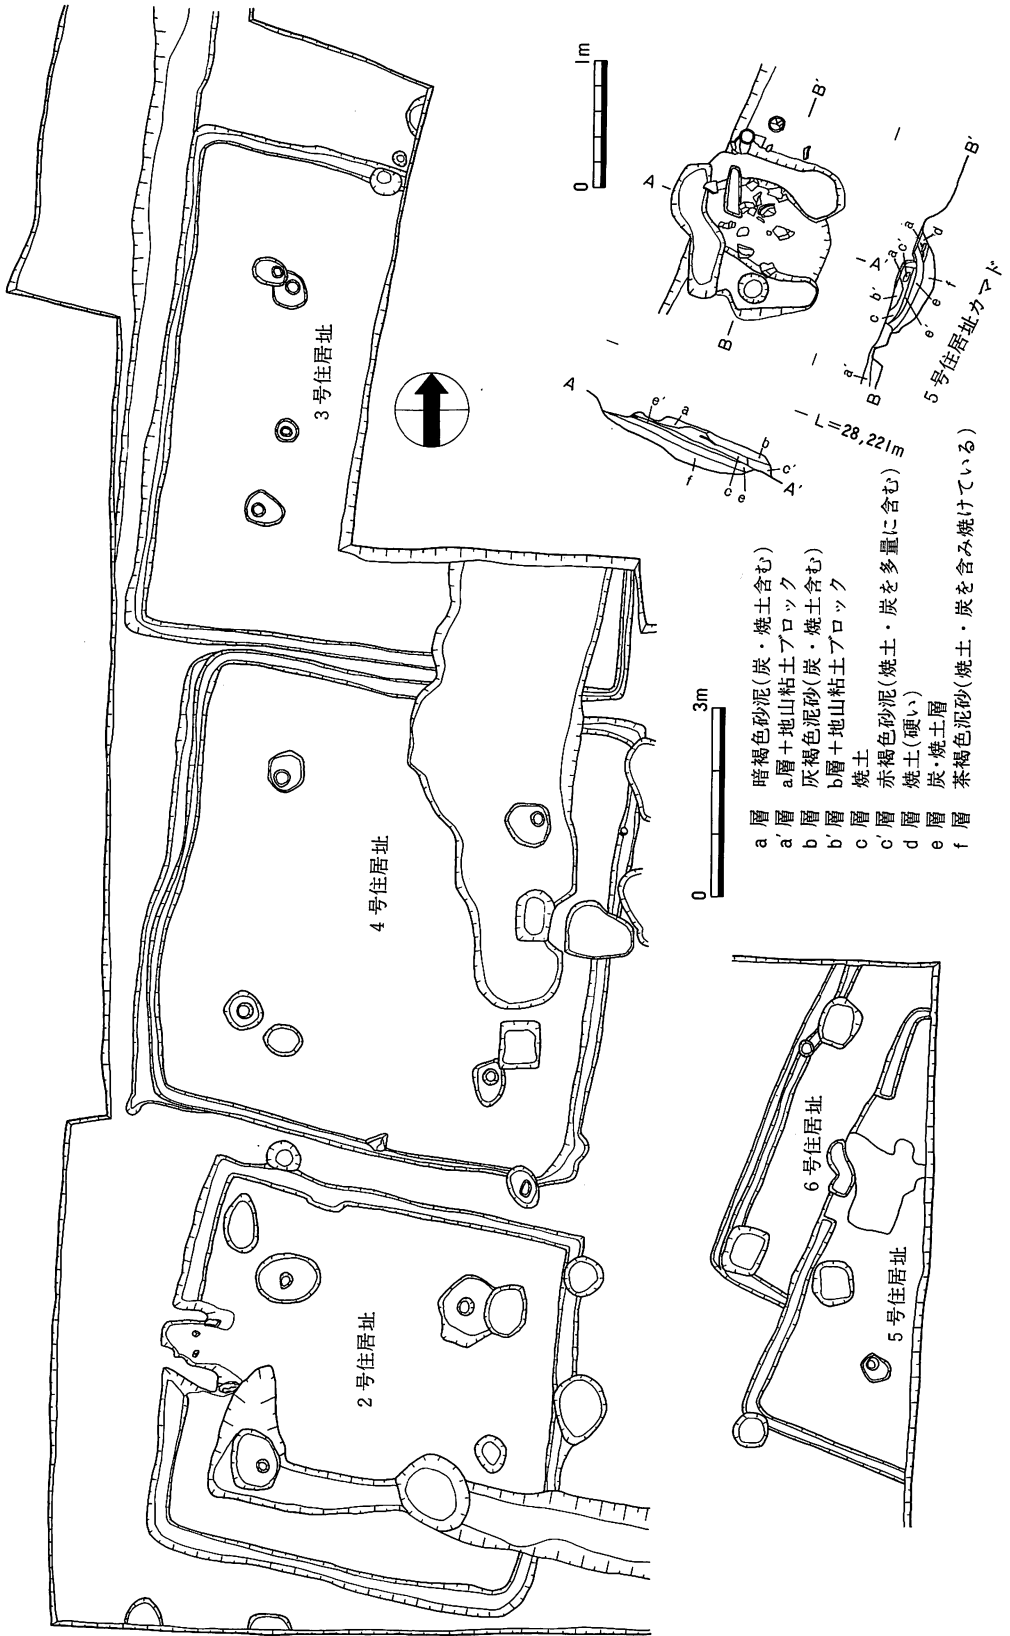 3号住居址
4号住居址
2号住居址
6号住居址
5号住居址
0 3m
0 1m
A
B
B'
A
A'
e'
a
f
c
e
b
c'
L=28,221m
B
B'
A'
a'
c
b'
a
c'
a
d
e'
e
f
5号住居址カマド
a 層 暗褐色砂泥(炭・焼土含む)
a'層 a層+地山粘土ブロック
b 層 灰褐色泥砂(炭・焼土含む)
b'層 b層+地山粘土ブロック
c 層 焼土
c'層 赤褐色砂泥(焼土・炭を多量に含む)
d 層 焼土(硬い)
e 層 炭・焼土層
f 層 茶褐色泥砂(焼土・炭を含み焼けている)